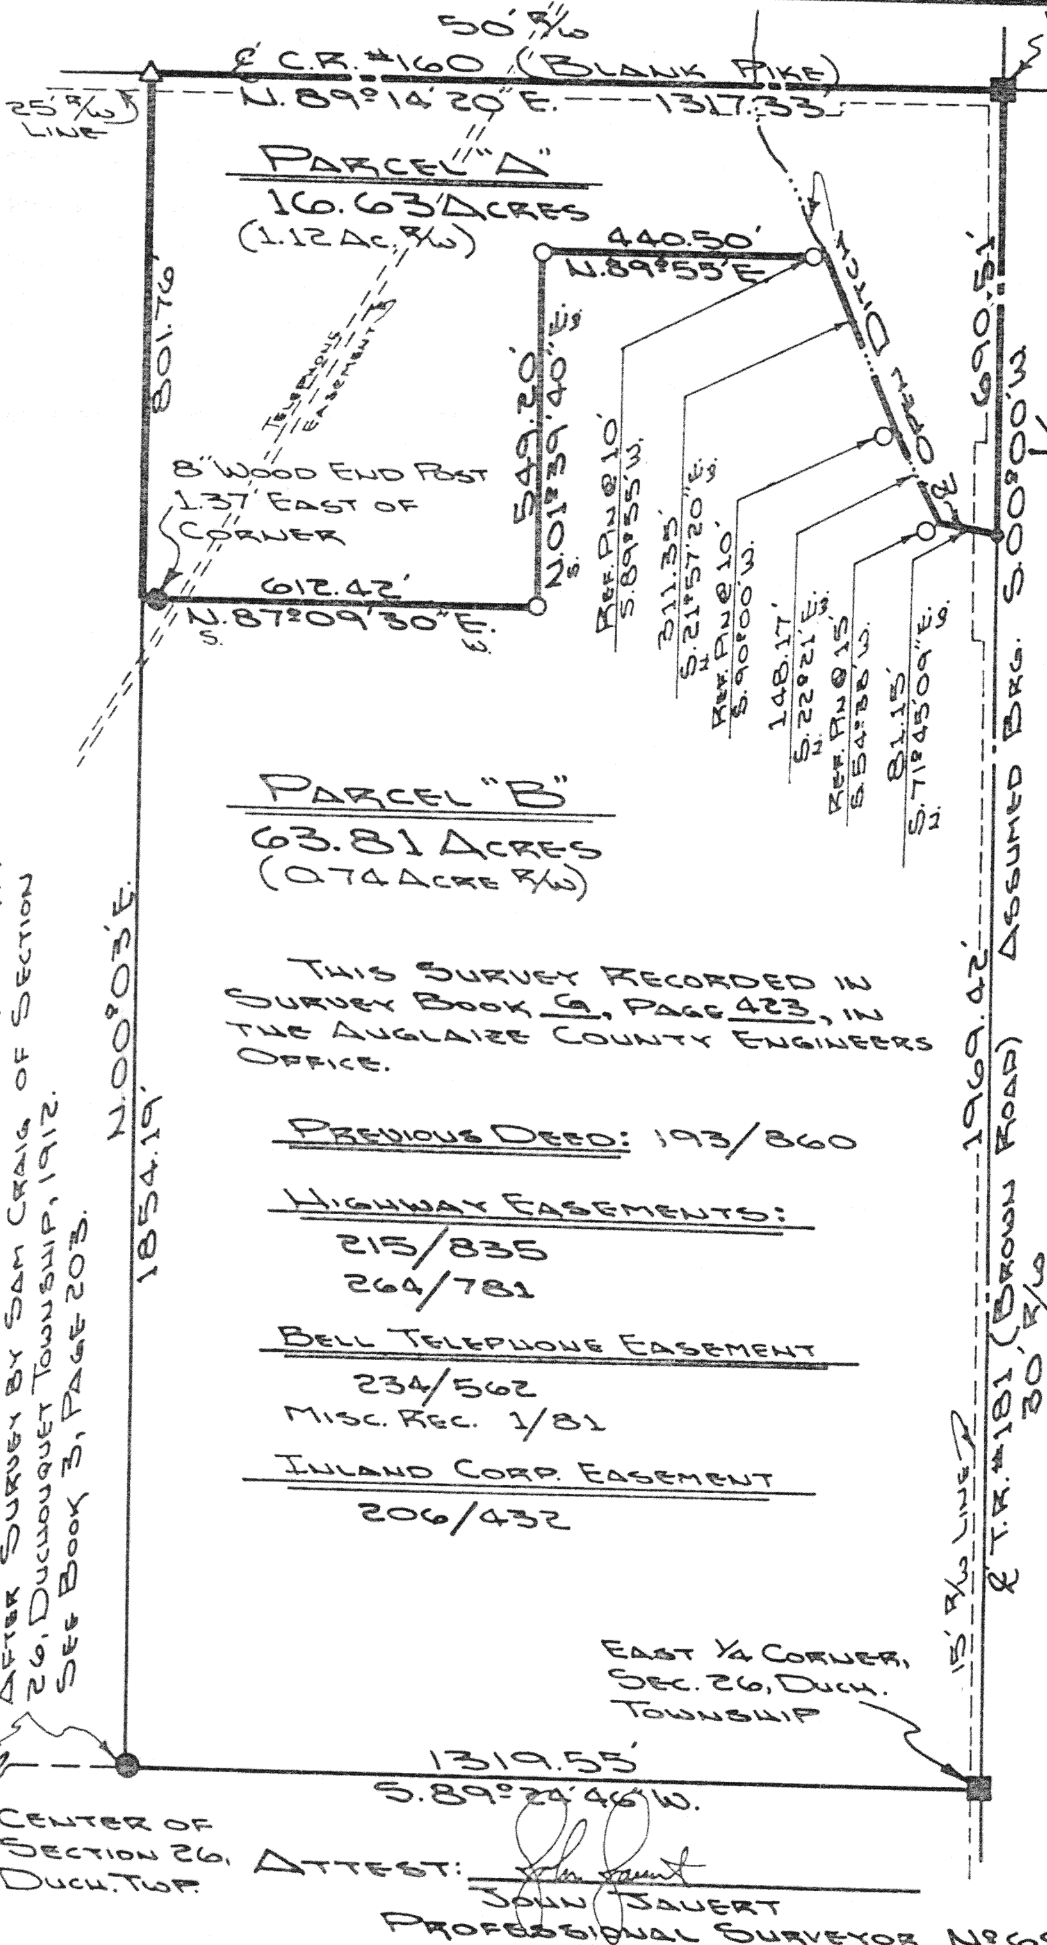 50' R/W
℄ C.R. #160 (BLANK PIKE)
N. 89° 14' 20" E. 1317.33'
25' R/W
LINE
PARCEL "A"
16.63 ACRES
(1.12 AC. R/W)
440.50'
N. 89° 55' E
801.76'
TELEPHONE
EASEMENT
549.20'
N. 01° 39' 40" E.
S.
S.
8" WOOD END POST
1.37' EAST OF
CORNER
612.42'
N. 87° 09' 30" E.
S.
W.
℄ OPEN DITCH
REF. PIN @ 10'
S. 89° 55' W.
311.35'
S. 21° 57' 20" E.
N
REF. PIN @ 10'
S. 90° 00' W.
148.17'
S. 22° 21' E.
N
REF. PIN @ 15'
S. 54° 38' W.
81.15'
S. 71° 45' 09" E.
N
690.51'
S. 00° 00' W.
ASSUMED BRG.
1969.42'
℄ T.R. #181 (BROWN ROAD)
30' R/W
15' R/W LINE
PARCEL "B"
63.81 ACRES
(0.74 ACRE R/W)
N. 00° 03' E.
1854.19'
THIS SURVEY RECORDED IN
SURVEY BOOK G, PAGE 423, IN
THE AUGLAIZE COUNTY ENGINEERS
OFFICE.
PREVIOUS DEED: 193/860
HIGHWAY EASEMENTS:
215/835
264/781
BELL TELEPHONE EASEMENT
234/562
MISC. REC. 1/81
INLAND CORP. EASEMENT
206/432
AFTER SURVEY BY SAM CRAIG OF SECTION
26, DUCHOUQUET TOWNSHIP, 1912.
SEE BOOK 3, PAGE 203.
EAST ¼ CORNER,
SEC. 26, DUCH.
TOWNSHIP
1319.55'
S. 89° 24' 46" W.
CENTER OF
SECTION 26,
DUCH. TWP.
ATTEST: John Jauert
JOHN JAUERT
PROFESSIONAL SURVEYOR Nº